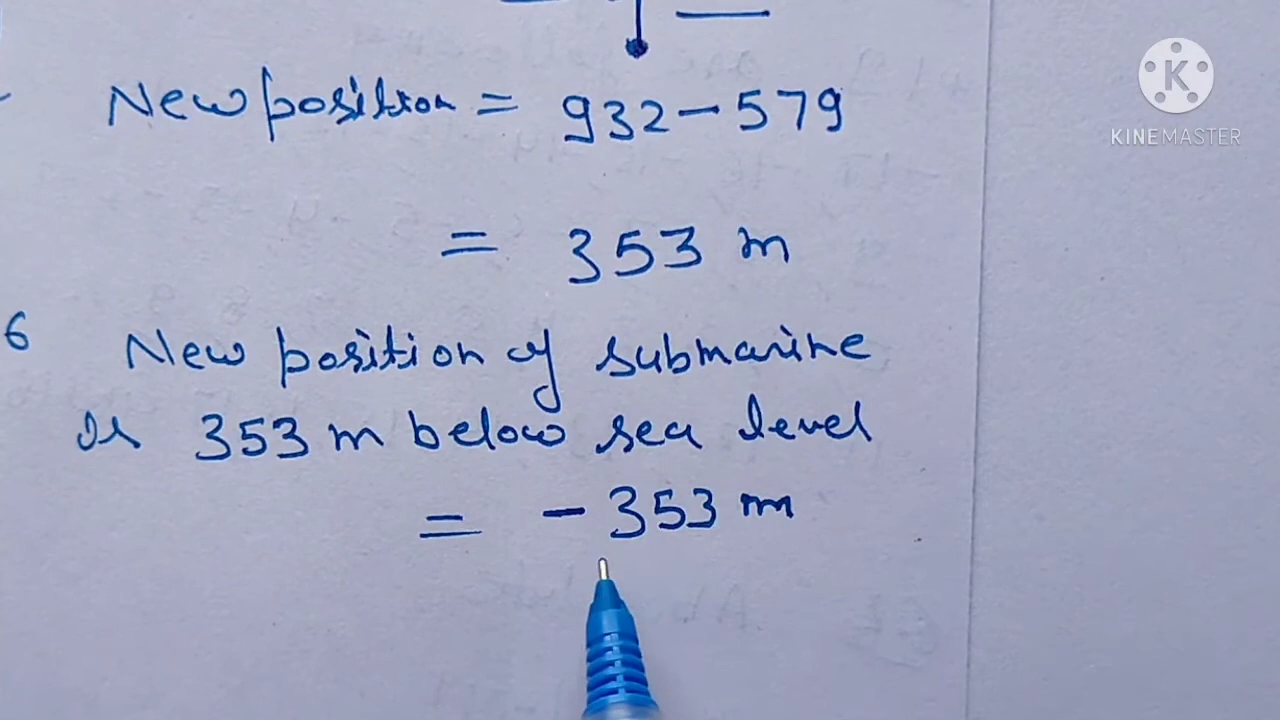 New position = 932 - 579
= 353 m
6 New position of submarine
is 353 m below sea level
= - 353 m
K
KINEMASTER